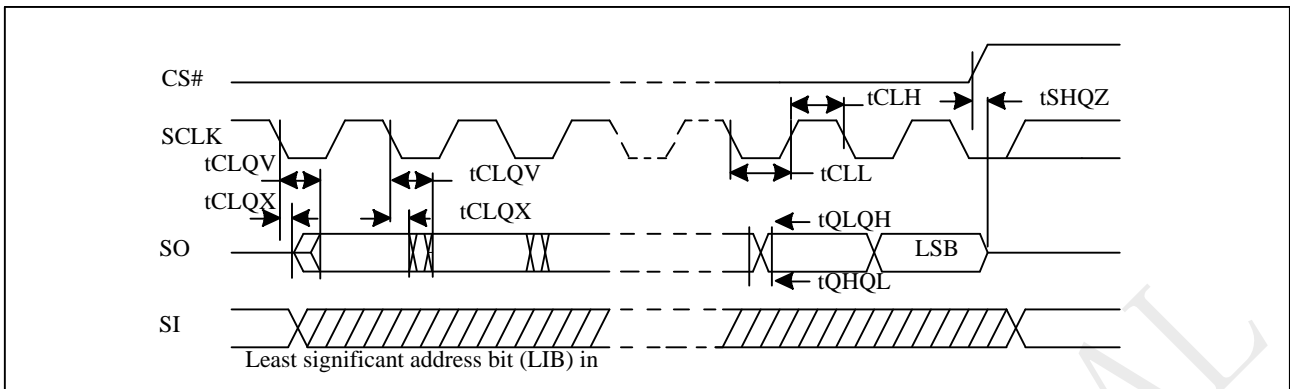 CS#
tCLH tSHQZ
SCLK
tCLQV tCLQV tCLL
tCLQX tCLQX tQLQH
SO LSB
tQHQL
SI
Least significant address bit (LIB) in